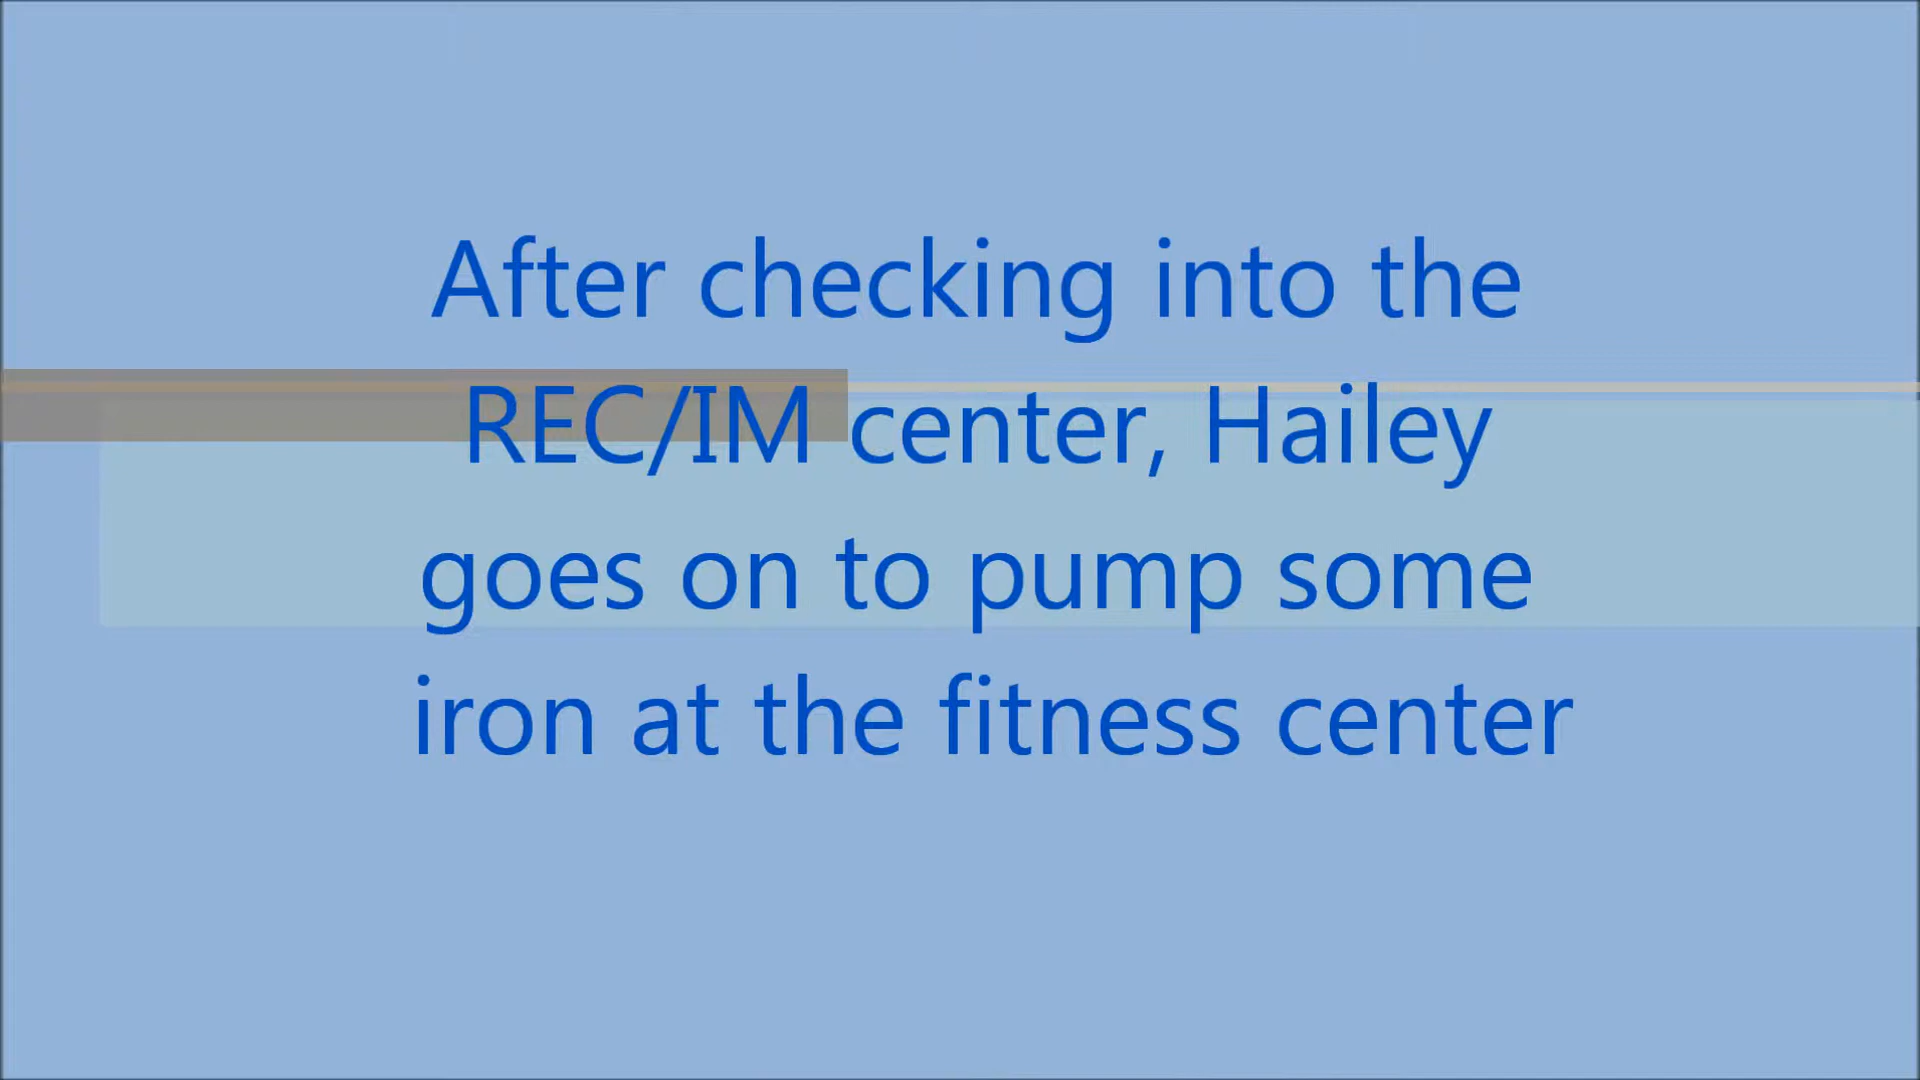 After checking into the
REC/IM center, Hailey
goes on to pump some
iron at the fitness center